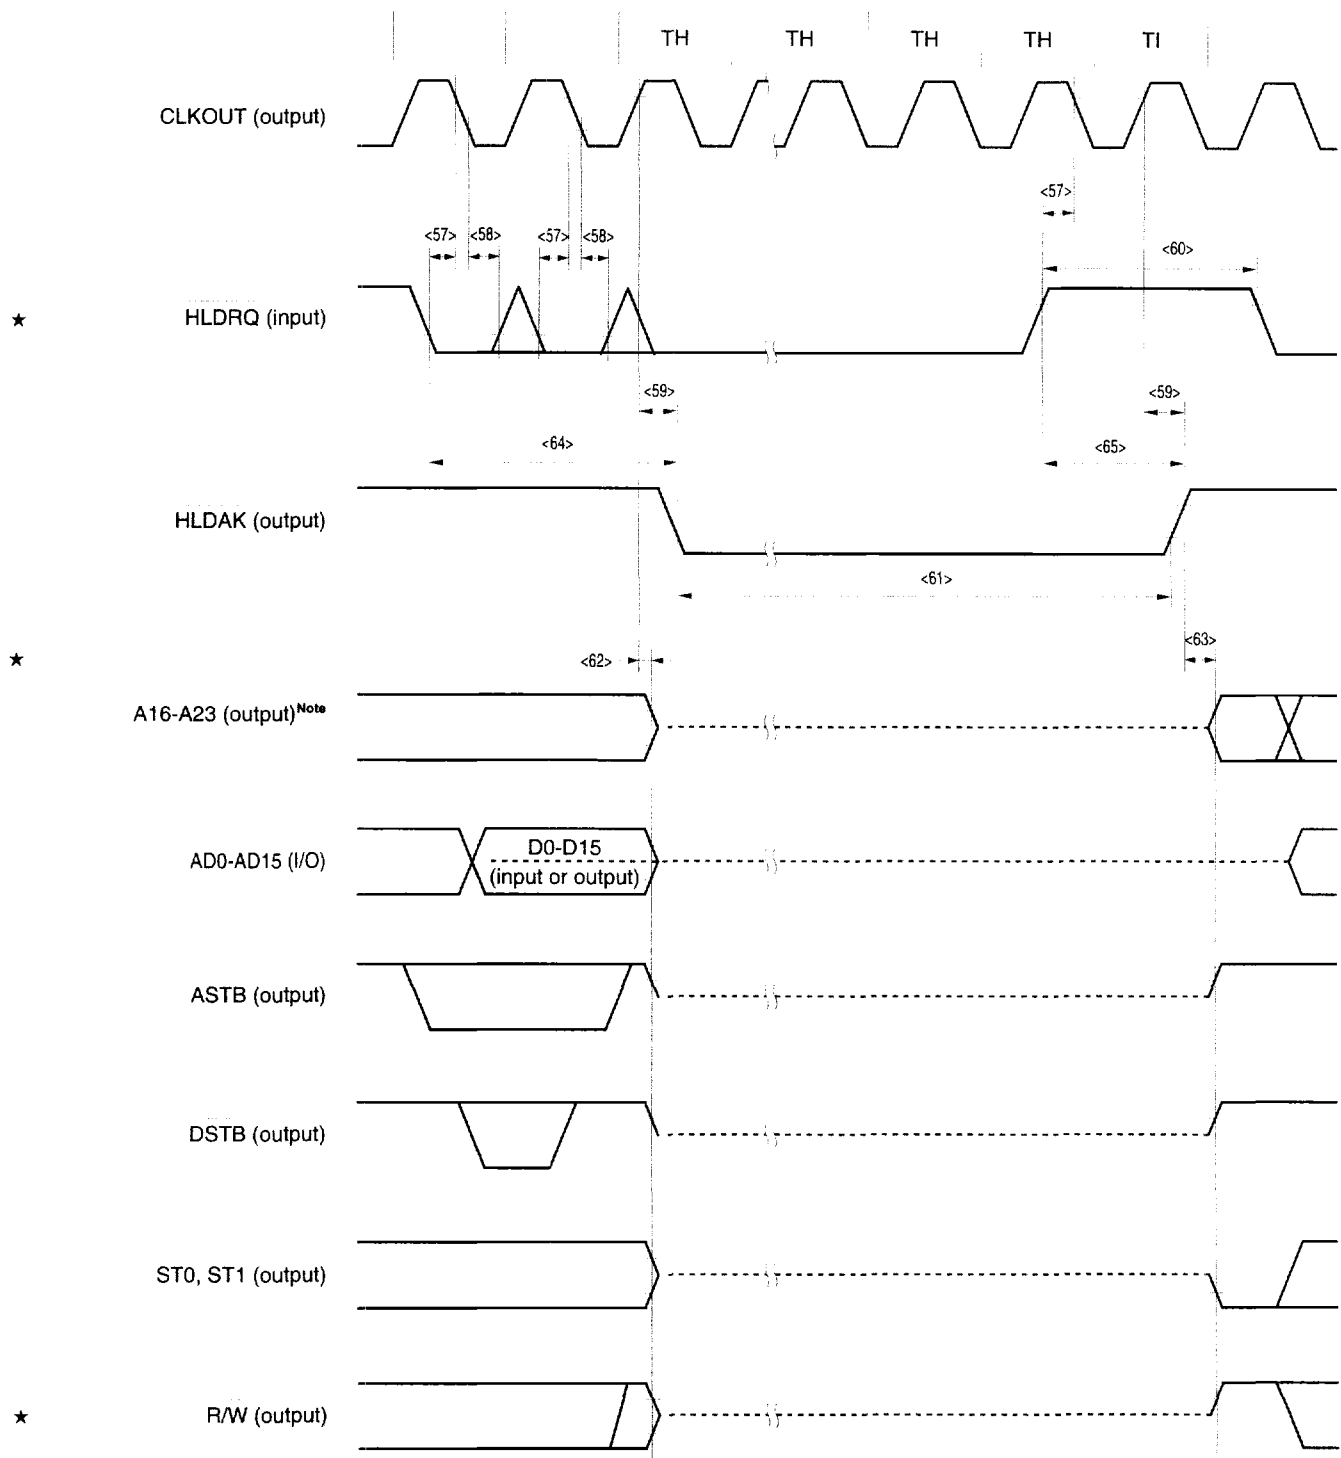 TH TH TH TH TI
CLKOUT (output)
<57>
<57> <58> <57> <58>
<60>
★ HLDRQ (input)
<59> <59>
<64> <65>
HLDAK (output)
<61>
★
<62> <63>
A16-A23 (output)Note
D0-D15
AD0-AD15 (I/O)
(input or output)
ASTB (output)
DSTB (output)
ST0, ST1 (output)
★ R/W (output)